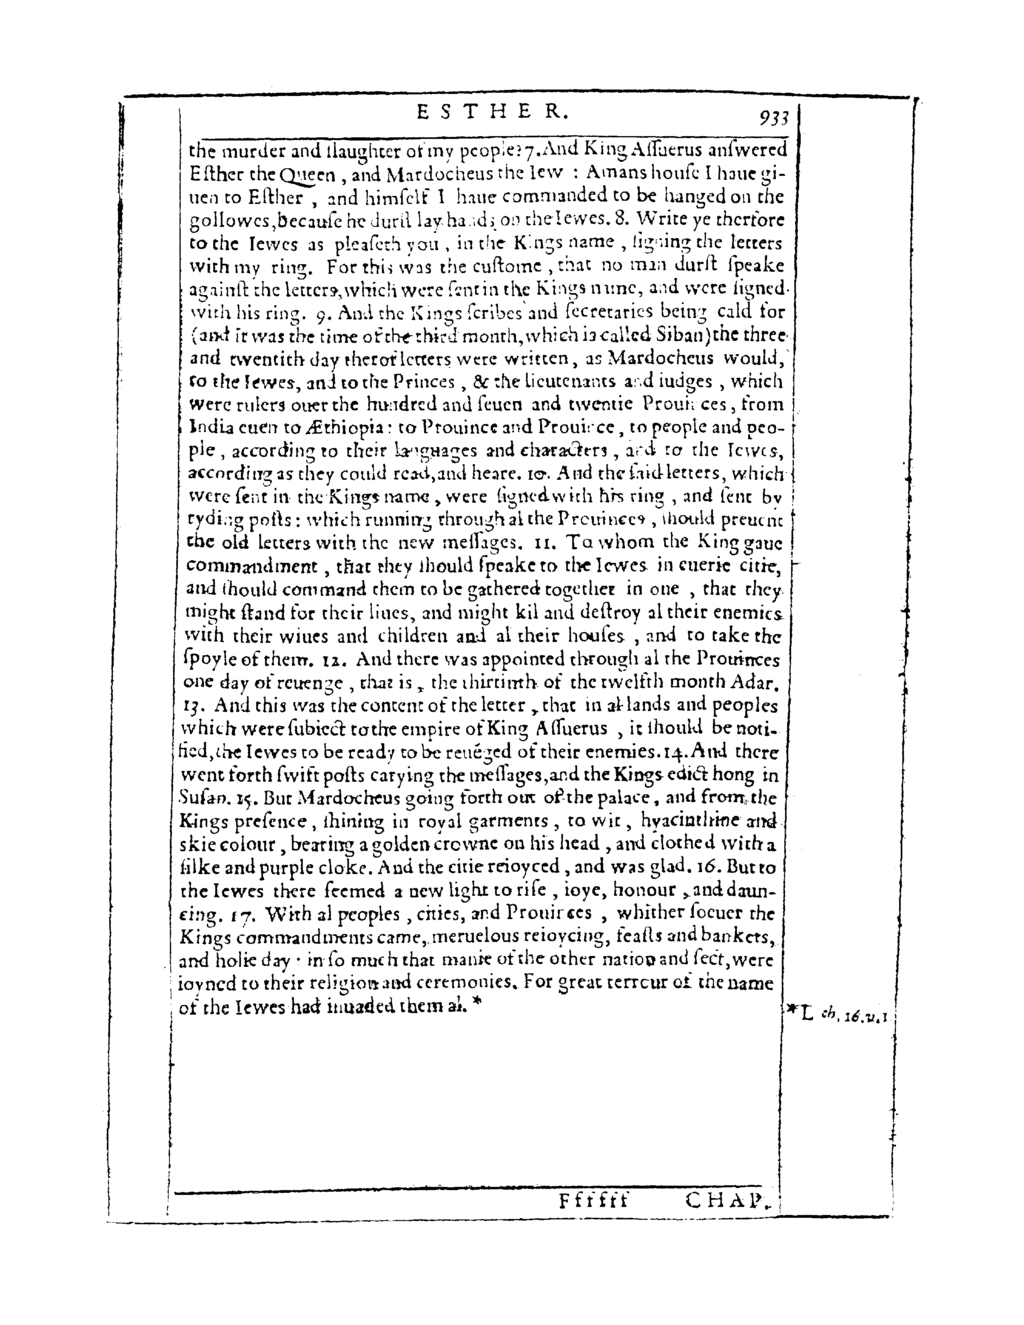 ESTHER. 933
the murder and ſlaughter of my people? 7. And King Aſſuerus anſwered
Eſther the Queen, and Mardocheus the Iew : Amans houſe I haue gi-
uen to Eſther, and himſelf I haue commanded to be hanged on the
gollowes, becauſe he durſt lay hands on the Iewes. 8. Write ye therfore
to the Iewes as pleaſeth you, in the Kings name, ſigning the letters
with my ring. For this was the cuſtome, that no man durſt ſpeake
againſt the letters, which were ſent in the Kings name, and were ſigned
with his ring. 9. And the Kings ſcribes and ſecretaries being cald for
(and it was the time of the third month, which is called Siban) the three
and twentith day therof letters were written, as Mardocheus would,
to the Iewes, and to the Princes, & the lieutenants and iudges, which
were rulers ouer the hundred and ſeuen and twentie Prouinces, from
India euen to Æthiopia: to Prouince and Prouince, to people and peo-
ple, according to their languages and characters, and to the Iewes,
according as they could read, and heare. 10. And the ſaid letters, which
were ſent in the Kings name, were ſigned with his ring, and ſent by
ryding poſts: which running through al the Prouinces, ſhould preuent
the old letters with the new meſſages. 11. To whom the King gaue
commandment, that they ſhould ſpeake to the Iewes in euerie citie,
and ſhould command them to be gathered together in one, that they
might ſtand for their liues, and might kil and deſtroy al their enemies
with their wiues and children and al their houſes, and to take the
ſpoyle of them. 12. And there was appointed through al the Prouinces
one day of reuenge, that is, the thirtinth of the twelfth month Adar.
13. And this was the content of the letter, that in al lands and peoples
which were ſubiect to the empire of King Aſſuerus, it ſhould be noti-
fied, the Iewes to be ready to be reuẽged of their enemies. 14. And there
went forth ſwift poſts carying the meſſages, and the Kings edict hong in
Suſan. 15. But Mardocheus going forth out of the palace, and from the
Kings preſence, ſhining in royal garments, to wit, hyacinthine and
skie colour, bearing a golden crowne on his head, and clothed with a
ſilke and purple cloke. And the citie reioyced, and was glad. 16. But to
the Iewes there ſeemed a new light to riſe, ioye, honour, and daun-
cing. 17. With al peoples, cities, and Prouinces, whither ſoeuer the
Kings commandments came, meruelous reioycing, feaſts and bankets,
and holie day : in ſo much that manie of the other nation and ſect, were
ioyned to their religion and ceremonies. For great terrour of the name
of the Iewes had inuaded them al. *
*L ch. 16. v. 1
Ffffff CHAP.